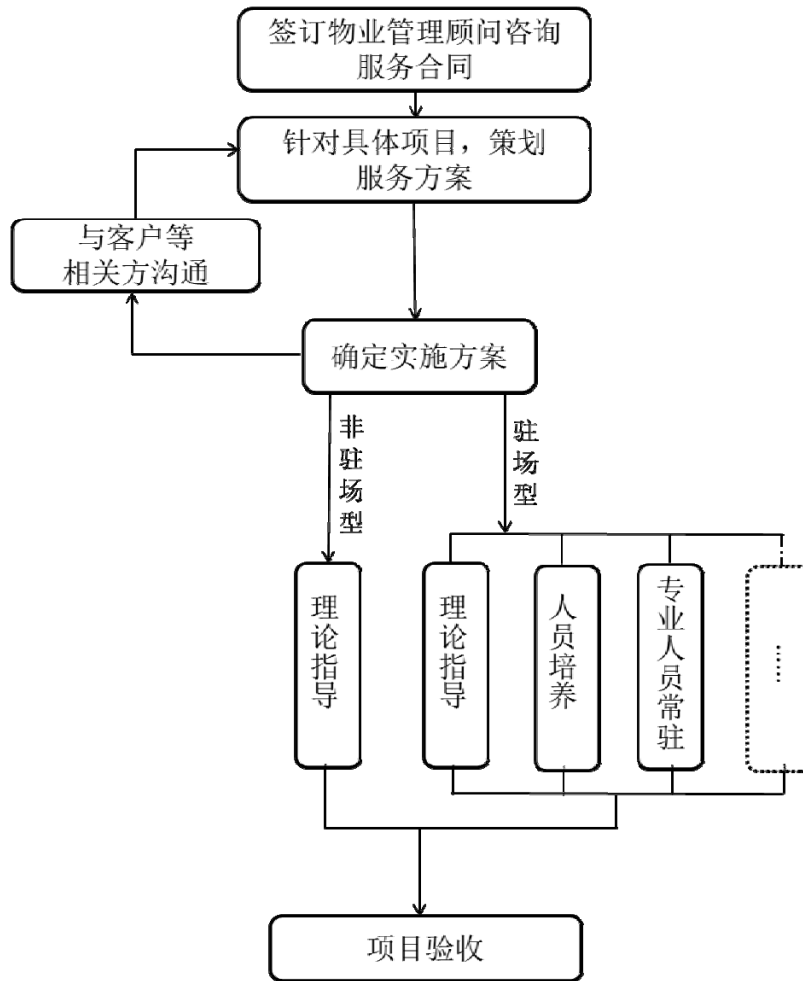 签订物业管理顾问咨询
服务合同
针对具体项目，策划
服务方案
与客户等
相关方沟通
确定实施方案
非驻场型
驻场型
理论指导
理论指导
人员培养
专业人员常驻
……
项目验收